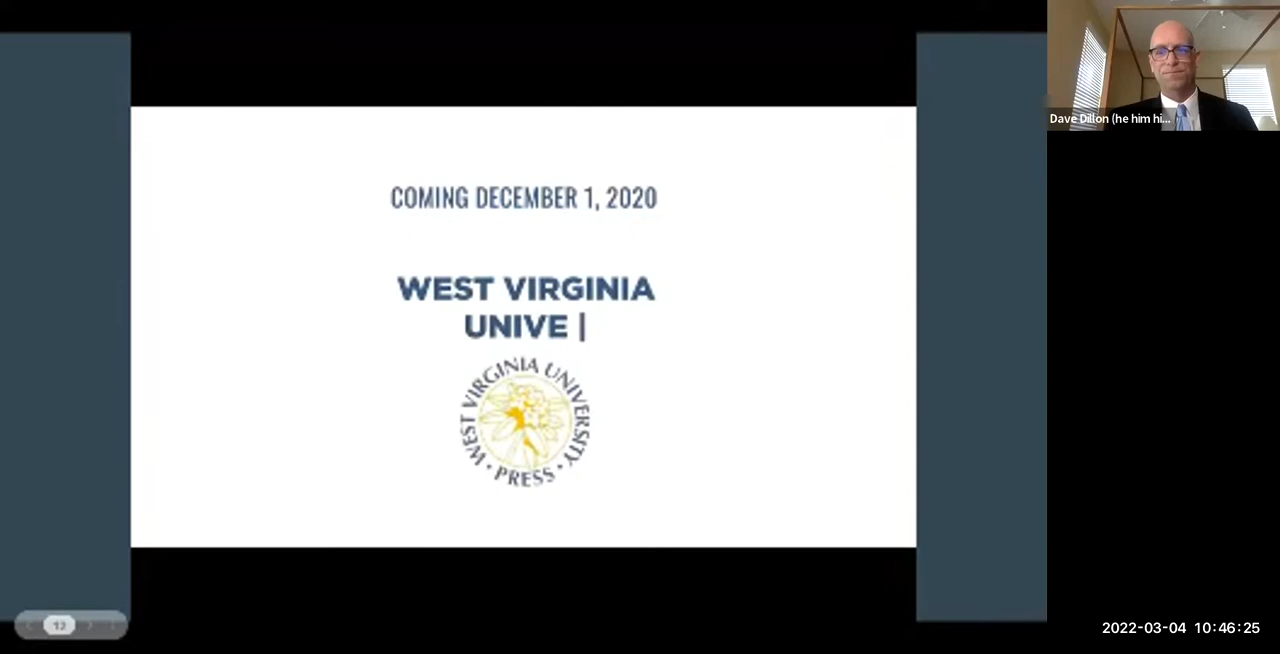 COMING DECEMBER 1, 2020
WEST VIRGINIA
UNIVE |
WEST VIRGINIA UNIVERSITY
• PRESS •
Dave Dillon (he him hi...
12
2022-03-04 10:46:25